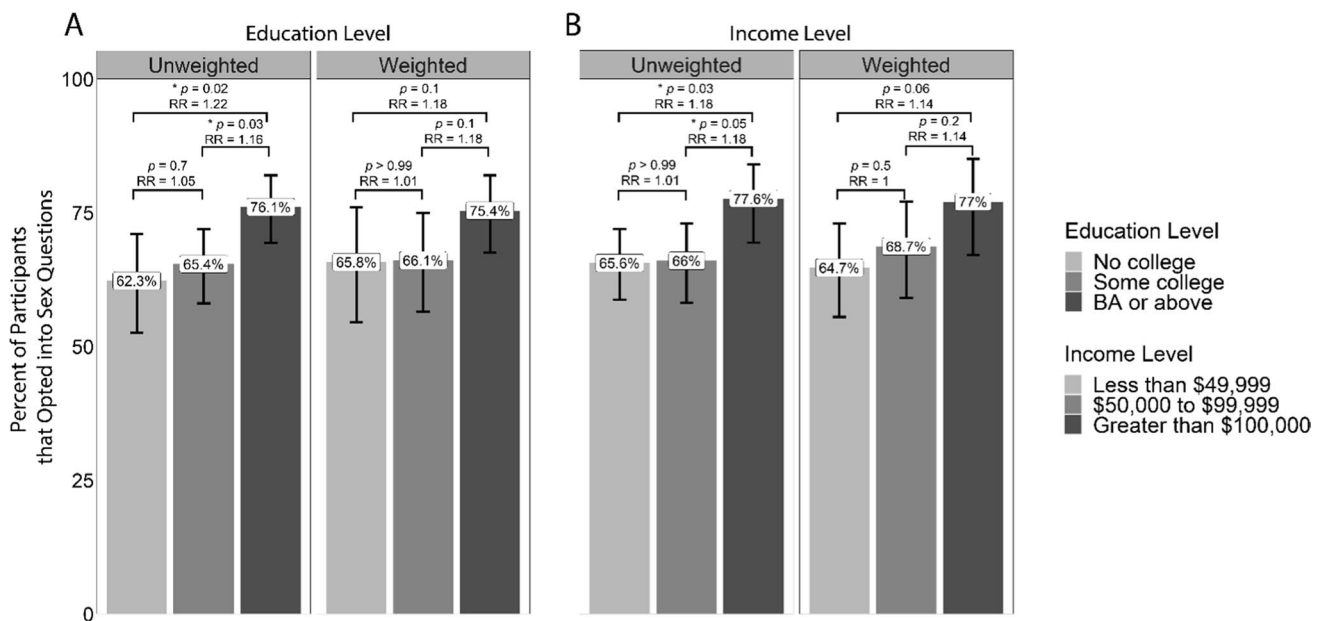 A
Education Level
B
Income Level
Unweighted
Weighted
Unweighted
Weighted
Percent of Participants
that Opted into Sex Questions
100
75
50
25
0
* p = 0.02
RR = 1.22
* p = 0.03
RR = 1.16
p = 0.7
RR = 1.05
62.3%
65.4%
76.1%
p = 0.1
RR = 1.18
p = 0.1
RR = 1.18
p > 0.99
RR = 1.01
65.8%
66.1%
75.4%
* p = 0.03
RR = 1.18
* p = 0.05
RR = 1.18
p > 0.99
RR = 1.01
65.6%
66%
77.6%
p = 0.06
RR = 1.14
p = 0.2
RR = 1.14
p = 0.5
RR = 1
64.7%
68.7%
77%
Education Level
No college
Some college
BA or above
Income Level
Less than $49,999
$50,000 to $99,999
Greater than $100,000